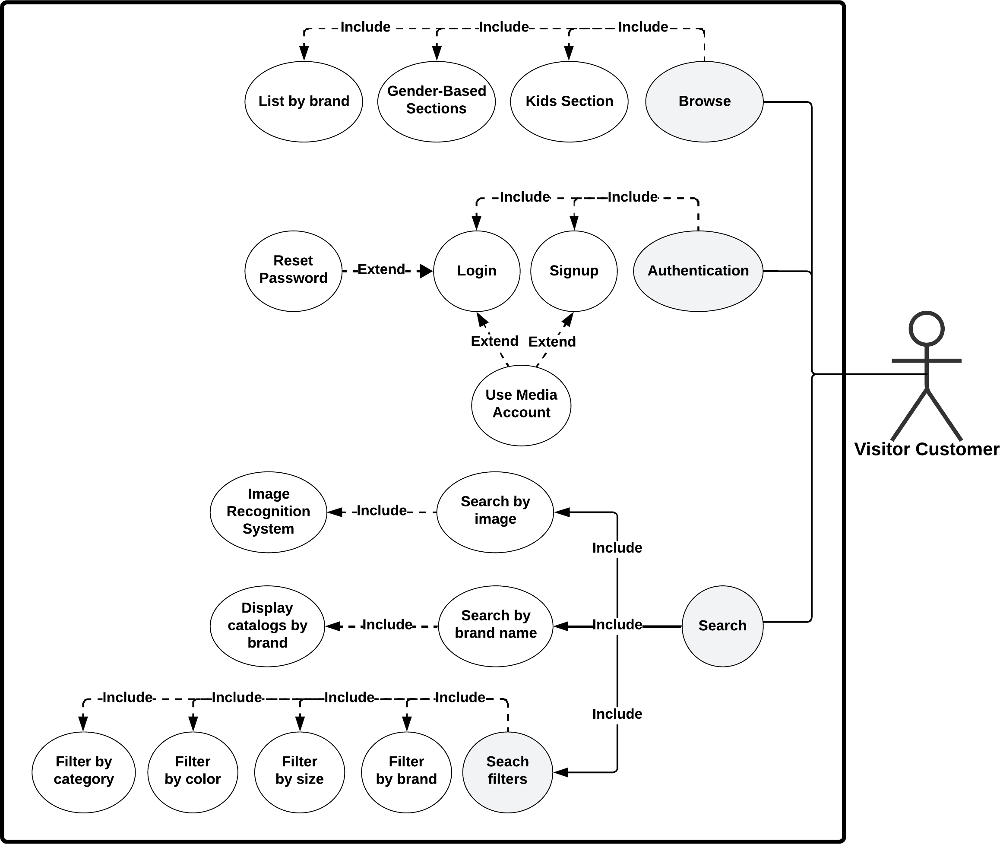 Include
Include
Include
List by brand
Gender-Based
Sections
Kids Section
Browse
Include
Include
Reset
Password
Extend
Login
Signup
Authentication
Extend
Extend
Use Media
Account
Visitor Customer
Image
Recognition
System
Include
Search by
image
Include
Display
catalogs by
brand
Include
Search by
brand name
Include
Search
Include
Include
Include
Include
Include
Filter by
category
Filter
by color
Filter
by size
Filter
by brand
Seach
filters